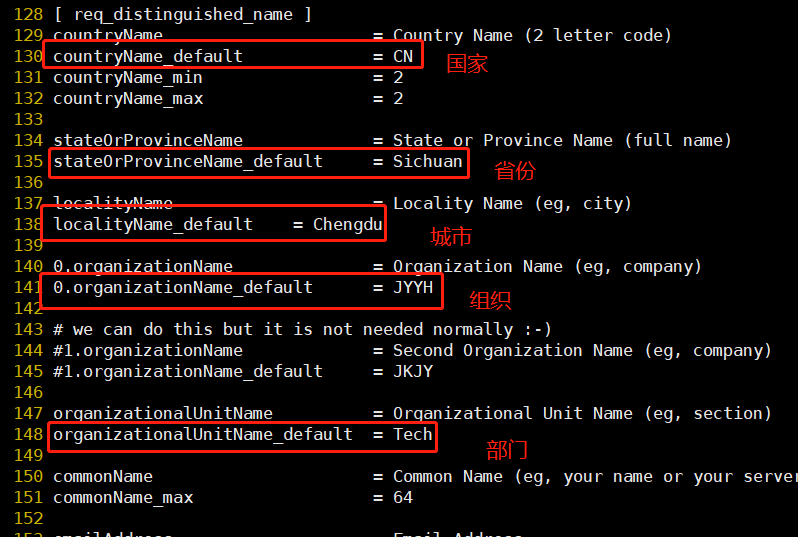 128 [ req_distinguished_name ]
129 countryName = Country Name (2 letter code)
130 countryName_default = CN
国家
131 countryName_min = 2
132 countryName_max = 2
133
134 stateOrProvinceName = State or Province Name (full name)
135 stateOrProvinceName_default = Sichuan
省份
136
137 localityName = Locality Name (eg, city)
138 localityName_default = Chengdu
城市
139
140 0.organizationName = Organization Name (eg, company)
141 0.organizationName_default = JYYH
组织
142
143 # we can do this but it is not needed normally :-)
144 #1.organizationName = Second Organization Name (eg, company)
145 #1.organizationName_default = JKJY
146
147 organizationalUnitName = Organizational Unit Name (eg, section)
148 organizationalUnitName_default = Tech
部门
149
150 commonName = Common Name (eg, your name or your server
151 commonName_max = 64
152